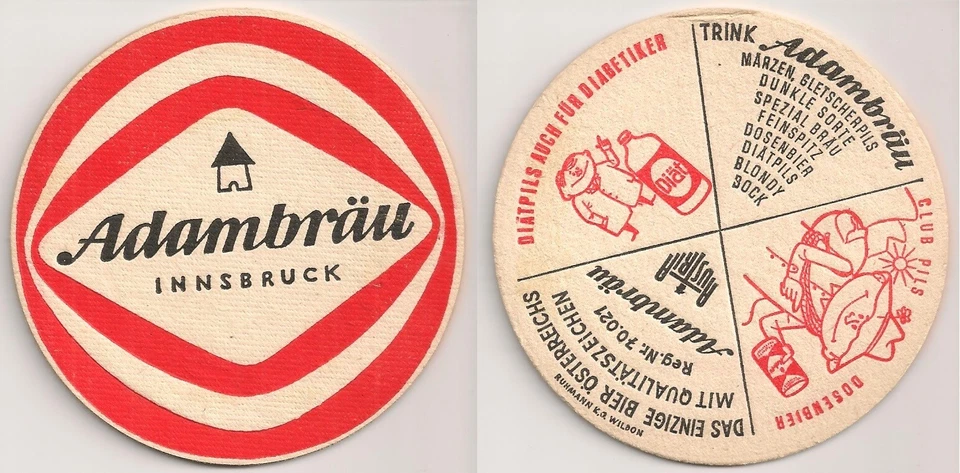 Adambräu
INNSBRUCK
TRINK Adambräu
MÄRZEN, GLETSCHERPILS
DUNKLE SORTE
SPEZIAL BRÄU
FEINSPITZ
DOSENBIER
DIÄTPILS
BLONDY
BOCK
CLUB PILS
DOSENBIER
DIÄTPILS AUCH FÜR DIABETIKER
Diät
AUSTRIA
Adambräu
Reg.Nr. 70.021
DAS EINZIGE BIER ÖSTERREICHS
MIT QUALITÄTSZEICHEN
RUHMANN K.G. WILDON